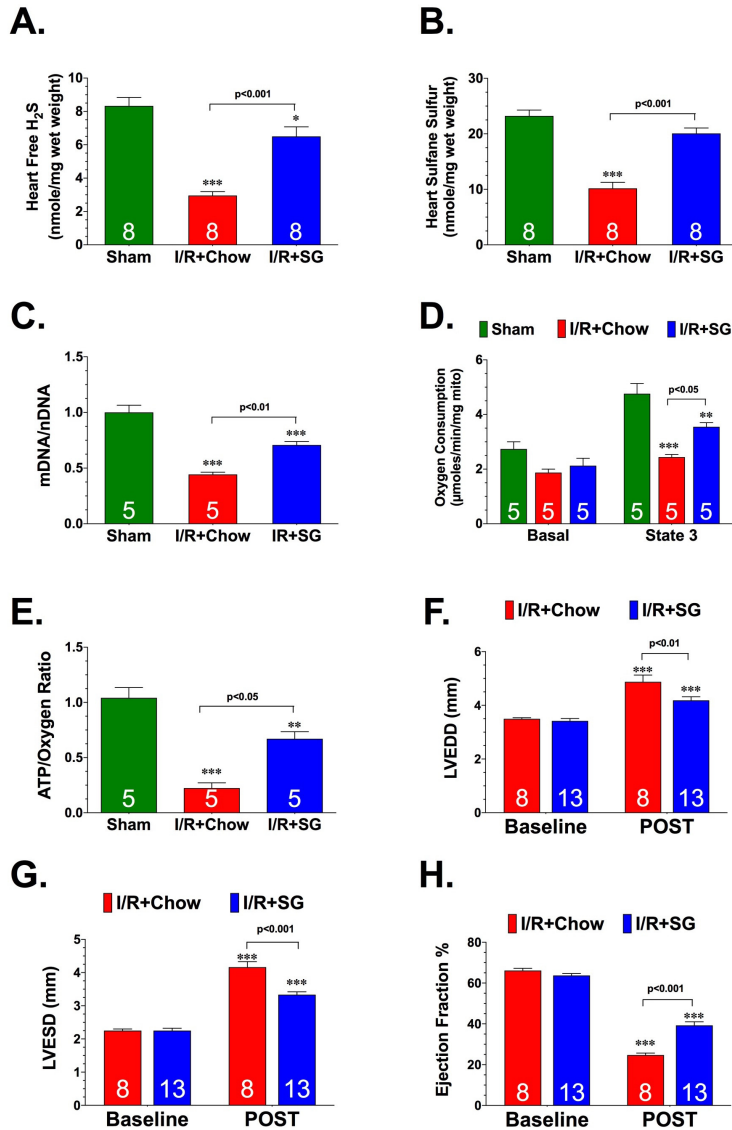 A.
Heart Free H2S
(nmole/mg wet weight)
10
8
6
4
2
0
p<0.001
***
*
8
8
8
Sham
I/R+Chow
I/R+SG
B.
Heart Sulfane Sulfur
(nmole/mg wet weight)
30
20
10
0
p<0.001
***
8
8
8
Sham
I/R+Chow
I/R+SG
C.
mDNA/nDNA
1.5
1.0
0.5
0.0
p<0.01
***
***
5
5
Sham
I/R+Chow
IR+SG
D.
Sham
I/R+Chow
I/R+SG
Oxygen Consumption
(µmoles/min/mg mito)
6
4
2
0
p<0.05
***
**
5
5
5
5
5
5
Basal
State 3
E.
ATP/Oxygen Ratio
1.5
1.0
0.5
0.0
p<0.05
***
**
5
5
5
Sham
I/R+Chow
I/R+SG
F.
I/R+Chow
I/R+SG
LVEDD (mm)
6
4
2
0
p<0.01
***
***
8
13
8
13
Baseline
POST
G.
I/R+Chow
I/R+SG
LVESD (mm)
5
4
3
2
1
0
p<0.001
***
***
8
13
8
13
Baseline
POST
H.
I/R+Chow
I/R+SG
Ejection Fraction %
80
60
40
20
0
p<0.001
***
***
8
13
8
13
Baseline
POST